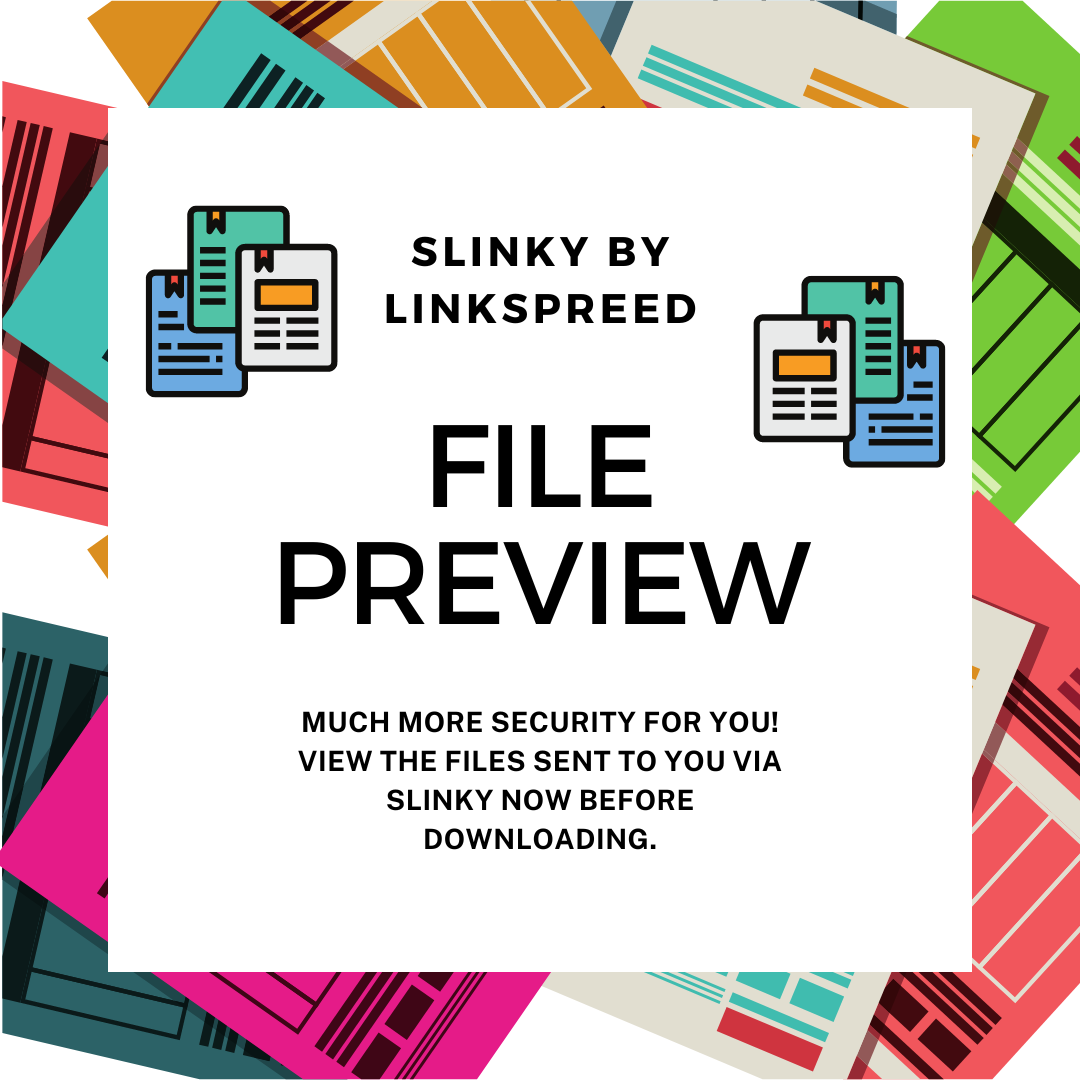 SLINKY BY
LINKSPREED
FILE
PREVIEW
MUCH MORE SECURITY FOR YOU!
VIEW THE FILES SENT TO YOU VIA
SLINKY NOW BEFORE
DOWNLOADING.